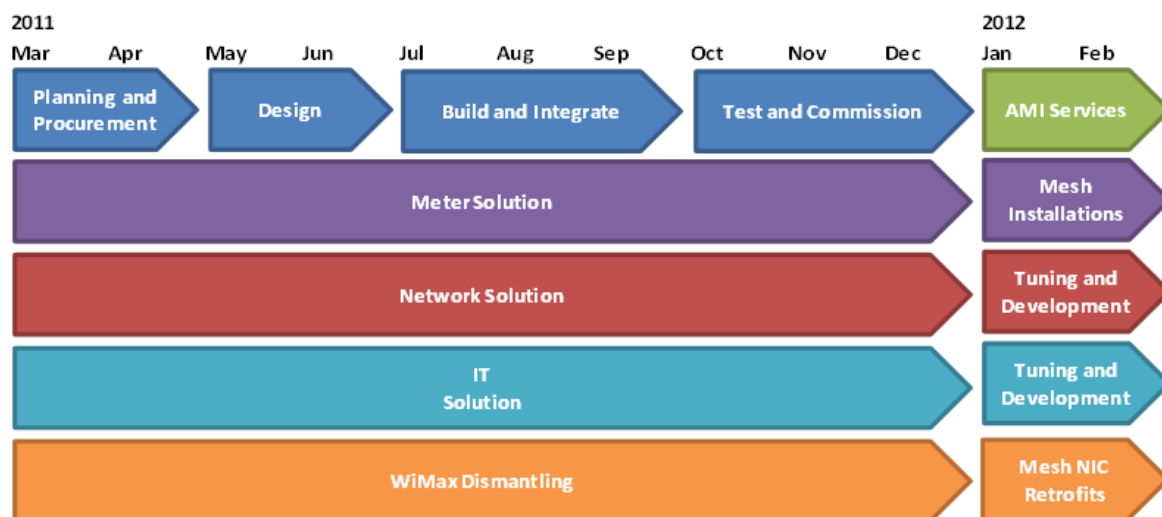 2011 2012
Mar Apr May Jun Jul Aug Sep Oct Nov Dec Jan Feb
Planning and
Procurement
Design
Build and Integrate
Test and Commission
AMI Services
Meter Solution
Mesh
Installations
Network Solution
Tuning and
Development
IT
Solution
Tuning and
Development
WiMax Dismantling
Mesh NIC
Retrofits